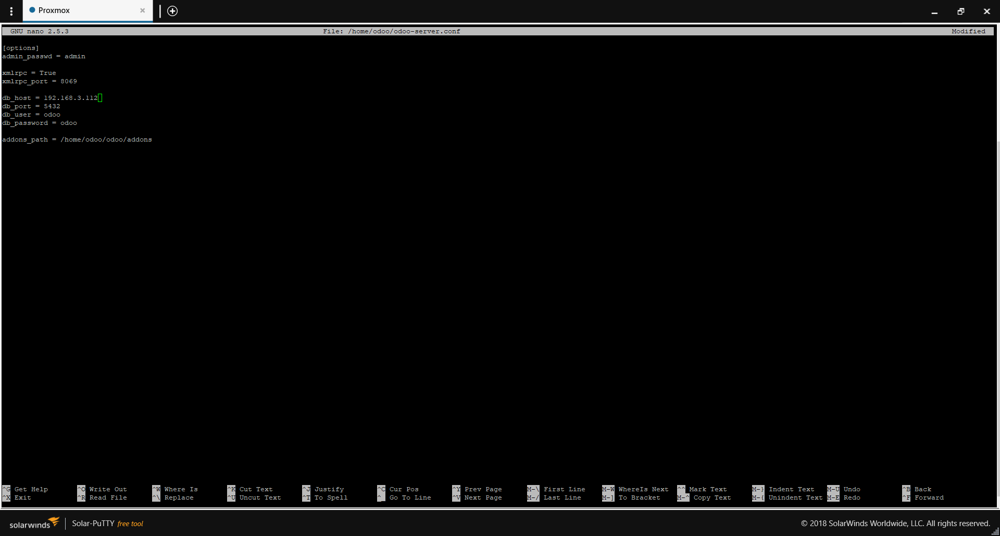 Proxmox
GNU nano 2.5.3 File: /home/odoo/odoo-server.conf Modified
[options]
admin_passwd = admin
xmlrpc = True
xmlrpc_port = 8069
db_host = 192.168.3.112
db_port = 5432
db_user = odoo
db_password = odoo
addons_path = /home/odoo/odoo/addons
^G Get Help ^O Write Out ^W Where Is ^K Cut Text ^J Justify ^C Cur Pos ^Y Prev Page M-\ First Line M-W WhereIs Next ^^ Mark Text M-} Indent Text M-U Undo ^B Back
^X Exit ^R Read File ^\ Replace ^U Uncut Text ^T To Spell ^_ Go To Line ^V Next Page M-/ Last Line M-] To Bracket M-^ Copy Text M-{ Unindent Text M-E Redo ^F Forward
solarwinds Solar-PuTTY free tool © 2018 SolarWinds Worldwide, LLC. All rights reserved.